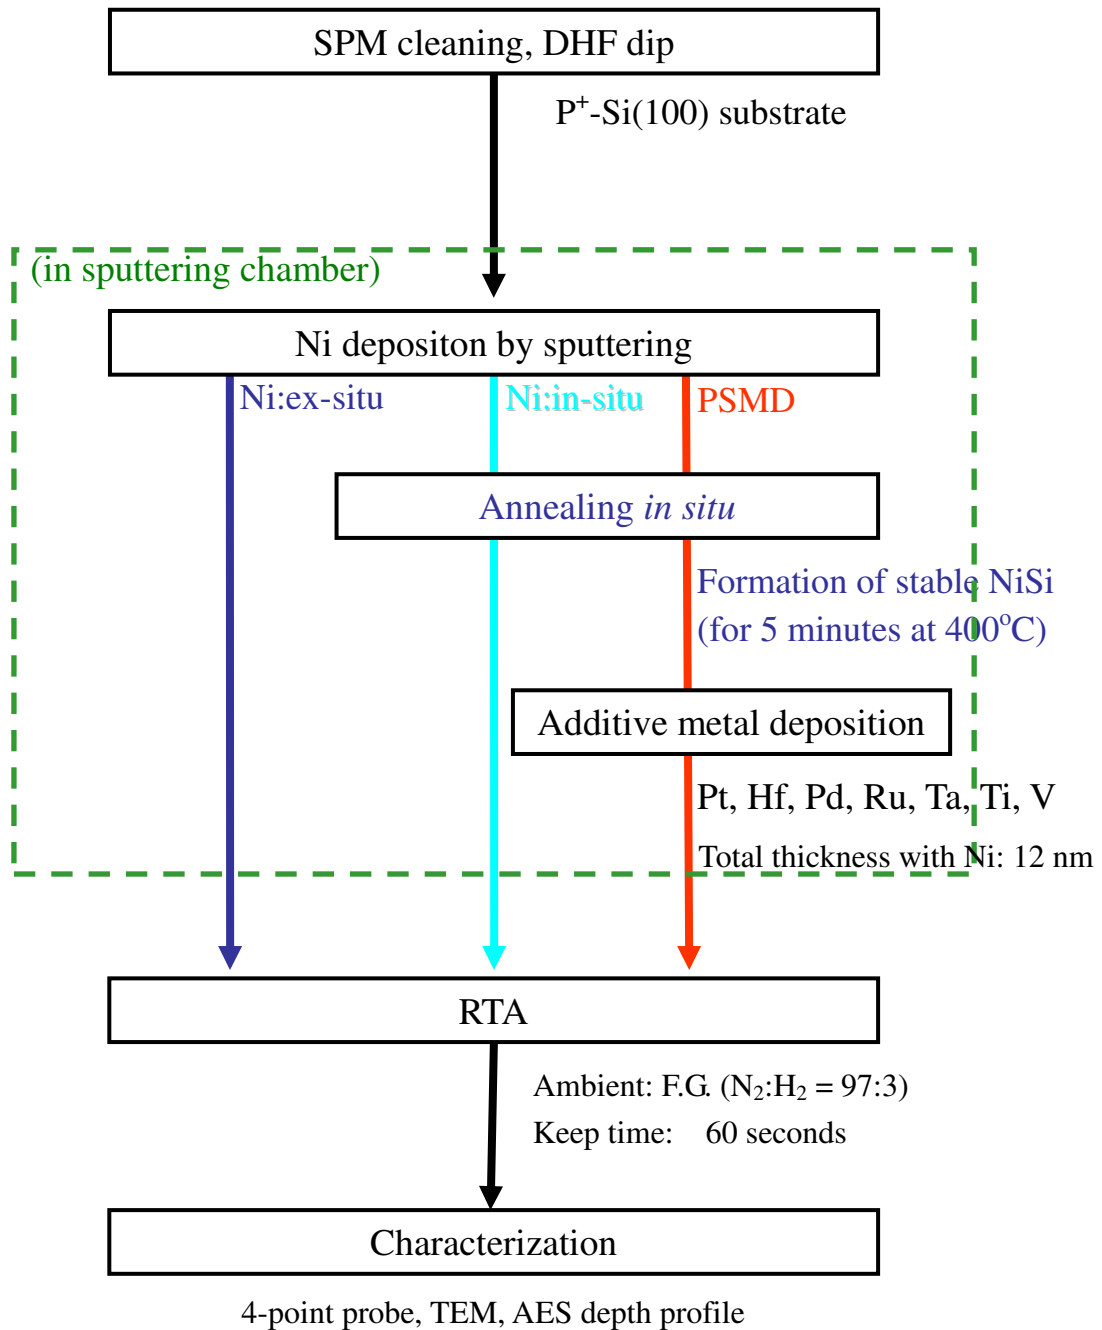 SPM cleaning, DHF dip
P⁺-Si(100) substrate
(in sputtering chamber)
Ni depositon by sputtering
Ni:ex-situ
Ni:in-situ
PSMD
Annealing in situ
Formation of stable NiSi
(for 5 minutes at 400°C)
Additive metal deposition
Pt, Hf, Pd, Ru, Ta, Ti, V
Total thickness with Ni: 12 nm
RTA
Ambient: F.G. (N₂:H₂ = 97:3)
Keep time: 60 seconds
Characterization
4-point probe, TEM, AES depth profile